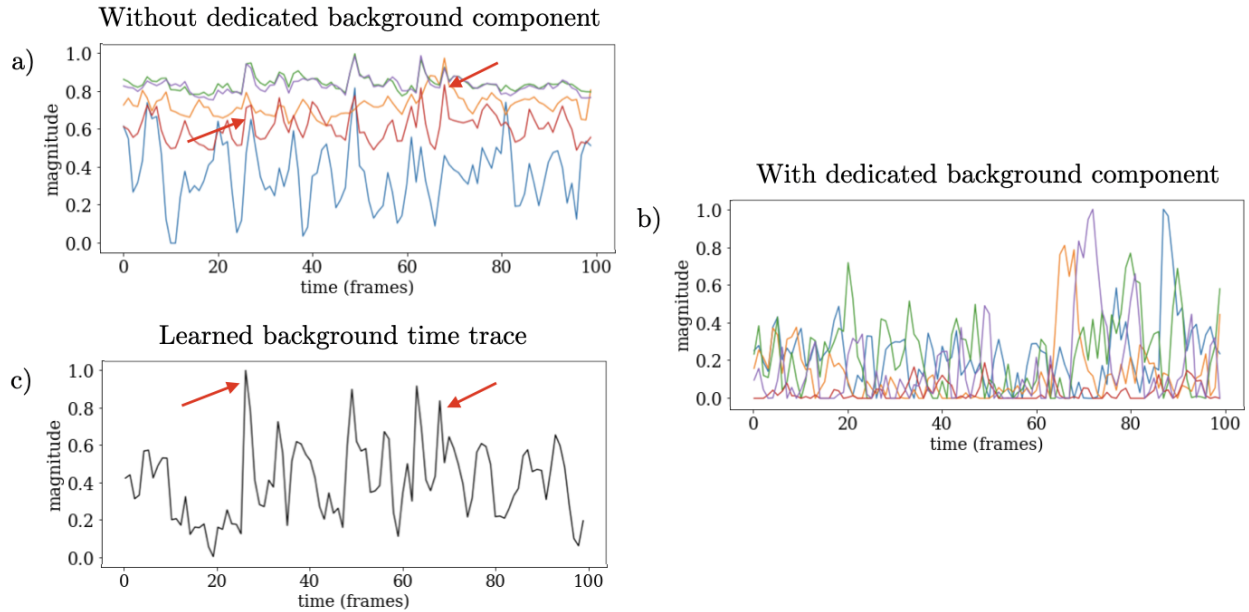 Without dedicated background component
a)
1.0
0.8
0.6
0.4
0.2
0.0
magnitude
0 20 40 60 80 100
time (frames)
With dedicated background component
b)
1.0
0.8
0.6
0.4
0.2
0.0
magnitude
0 20 40 60 80 100
time (frames)
Learned background time trace
c)
1.0
0.8
0.6
0.4
0.2
0.0
magnitude
0 20 40 60 80 100
time (frames)